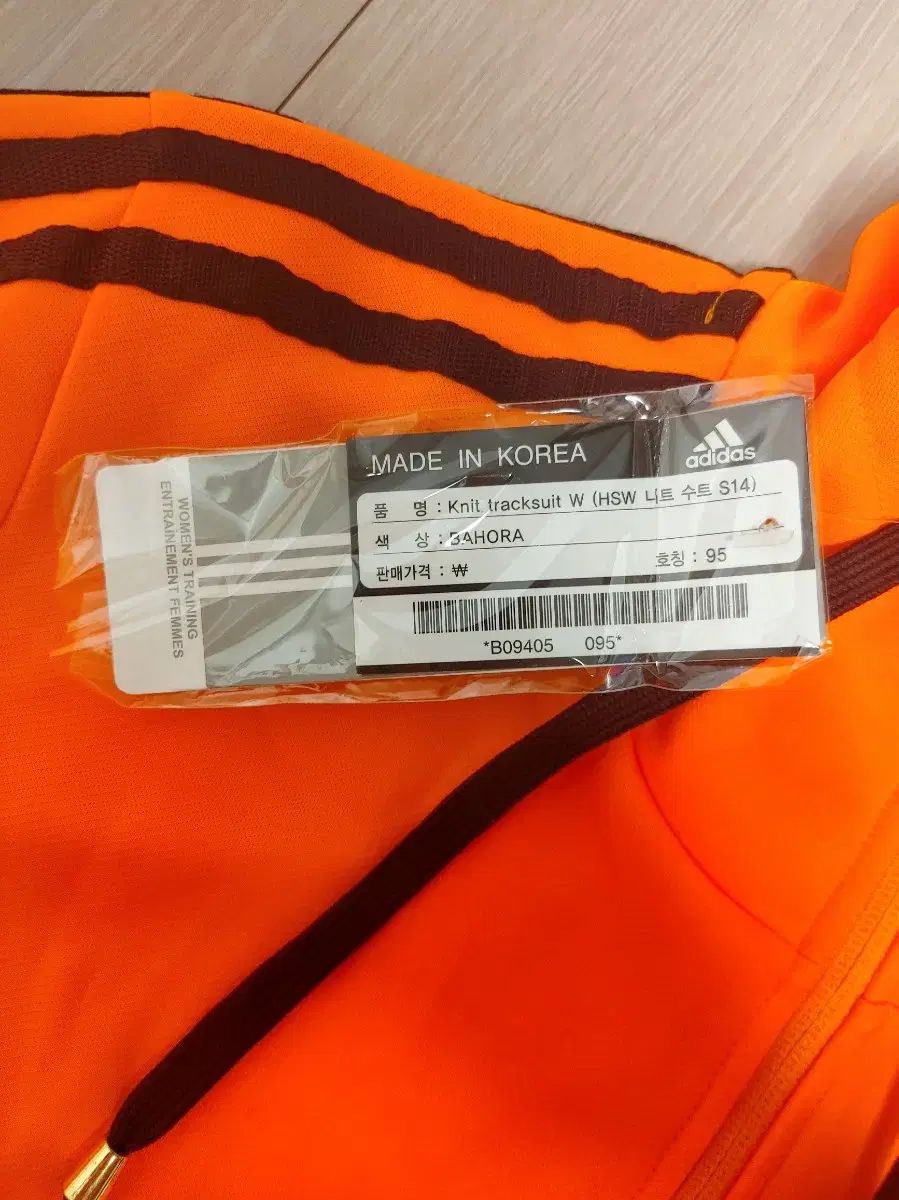 MADE IN KOREA
adidas
품 명 : Knit tracksuit W (HSW 니트 수트 S14)
색 상 : BAHORA
판매가격 : ₩ 호칭 : 95
*B09405 095*
WOMEN'S TRAINING
ENTRAINEMENT FEMMES